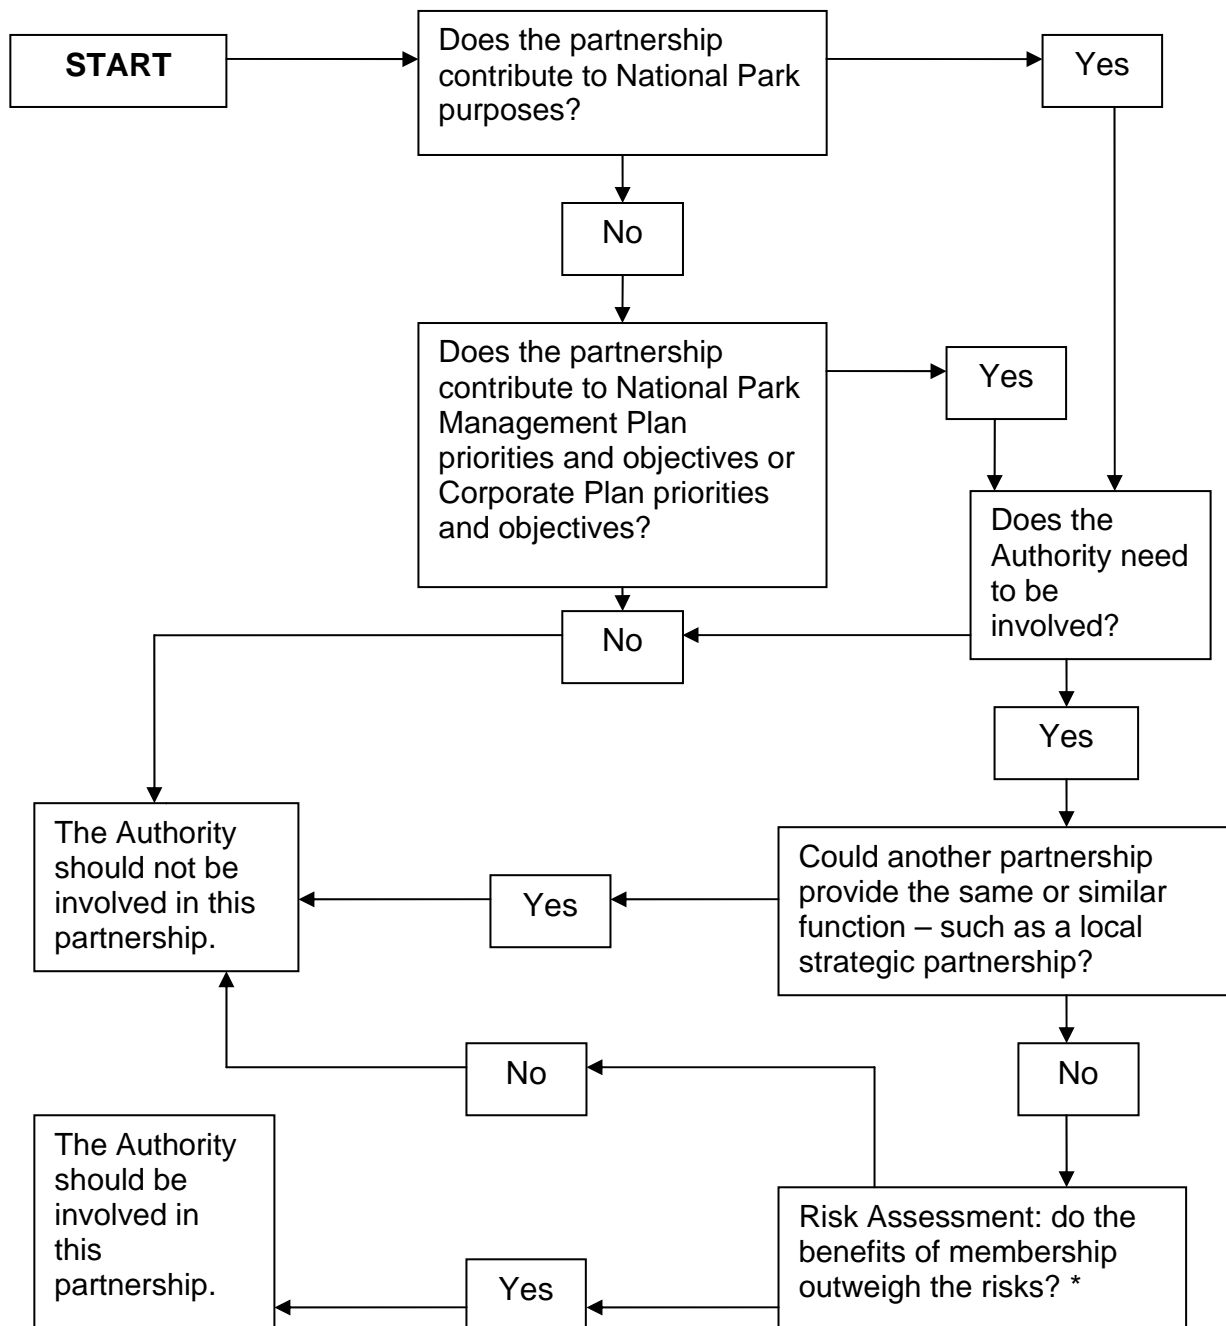 START
Does the partnership
contribute to National Park
purposes?
Yes
No
Does the partnership
contribute to National Park
Management Plan
priorities and objectives or
Corporate Plan priorities
and objectives?
Yes
Does the
Authority need
to be
involved?
No
Yes
The Authority
should not be
involved in this
partnership.
Yes
Could another partnership
provide the same or similar
function – such as a local
strategic partnership?
No
No
The Authority
should be
involved in
this
partnership.
Yes
Risk Assessment: do the
benefits of membership
outweigh the risks? *